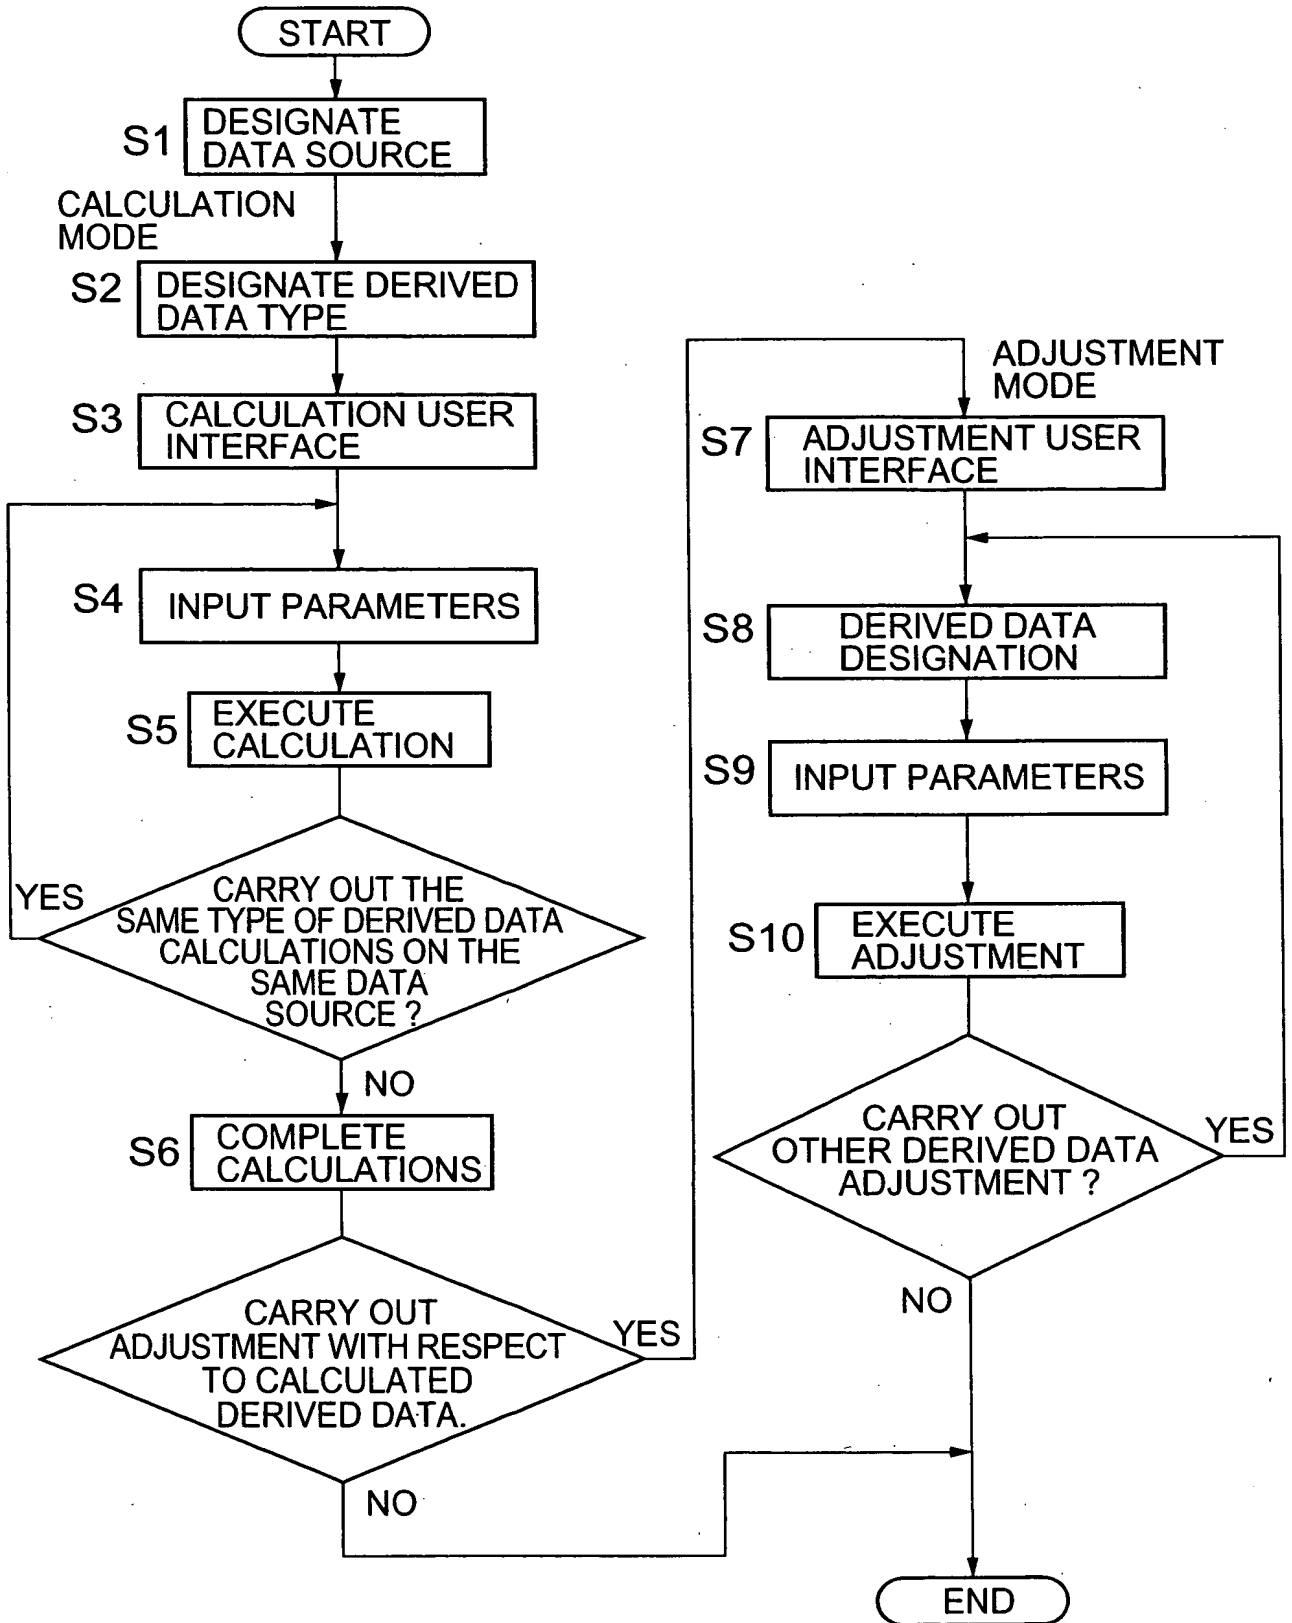 START
S1
DESIGNATE
DATA SOURCE
CALCULATION
MODE
S2
DESIGNATE DERIVED
DATA TYPE
S3
CALCULATION USER
INTERFACE
S4
INPUT PARAMETERS
S5
EXECUTE
CALCULATION
YES
CARRY OUT THE
SAME TYPE OF DERIVED DATA
CALCULATIONS ON THE
SAME DATA
SOURCE ?
NO
S6
COMPLETE
CALCULATIONS
CARRY OUT
ADJUSTMENT WITH RESPECT
TO CALCULATED
DERIVED DATA.
YES
NO
ADJUSTMENT
MODE
S7
ADJUSTMENT USER
INTERFACE
S8
DERIVED DATA
DESIGNATION
S9
INPUT PARAMETERS
S10
EXECUTE
ADJUSTMENT
CARRY OUT
OTHER DERIVED DATA
ADJUSTMENT ?
YES
NO
END